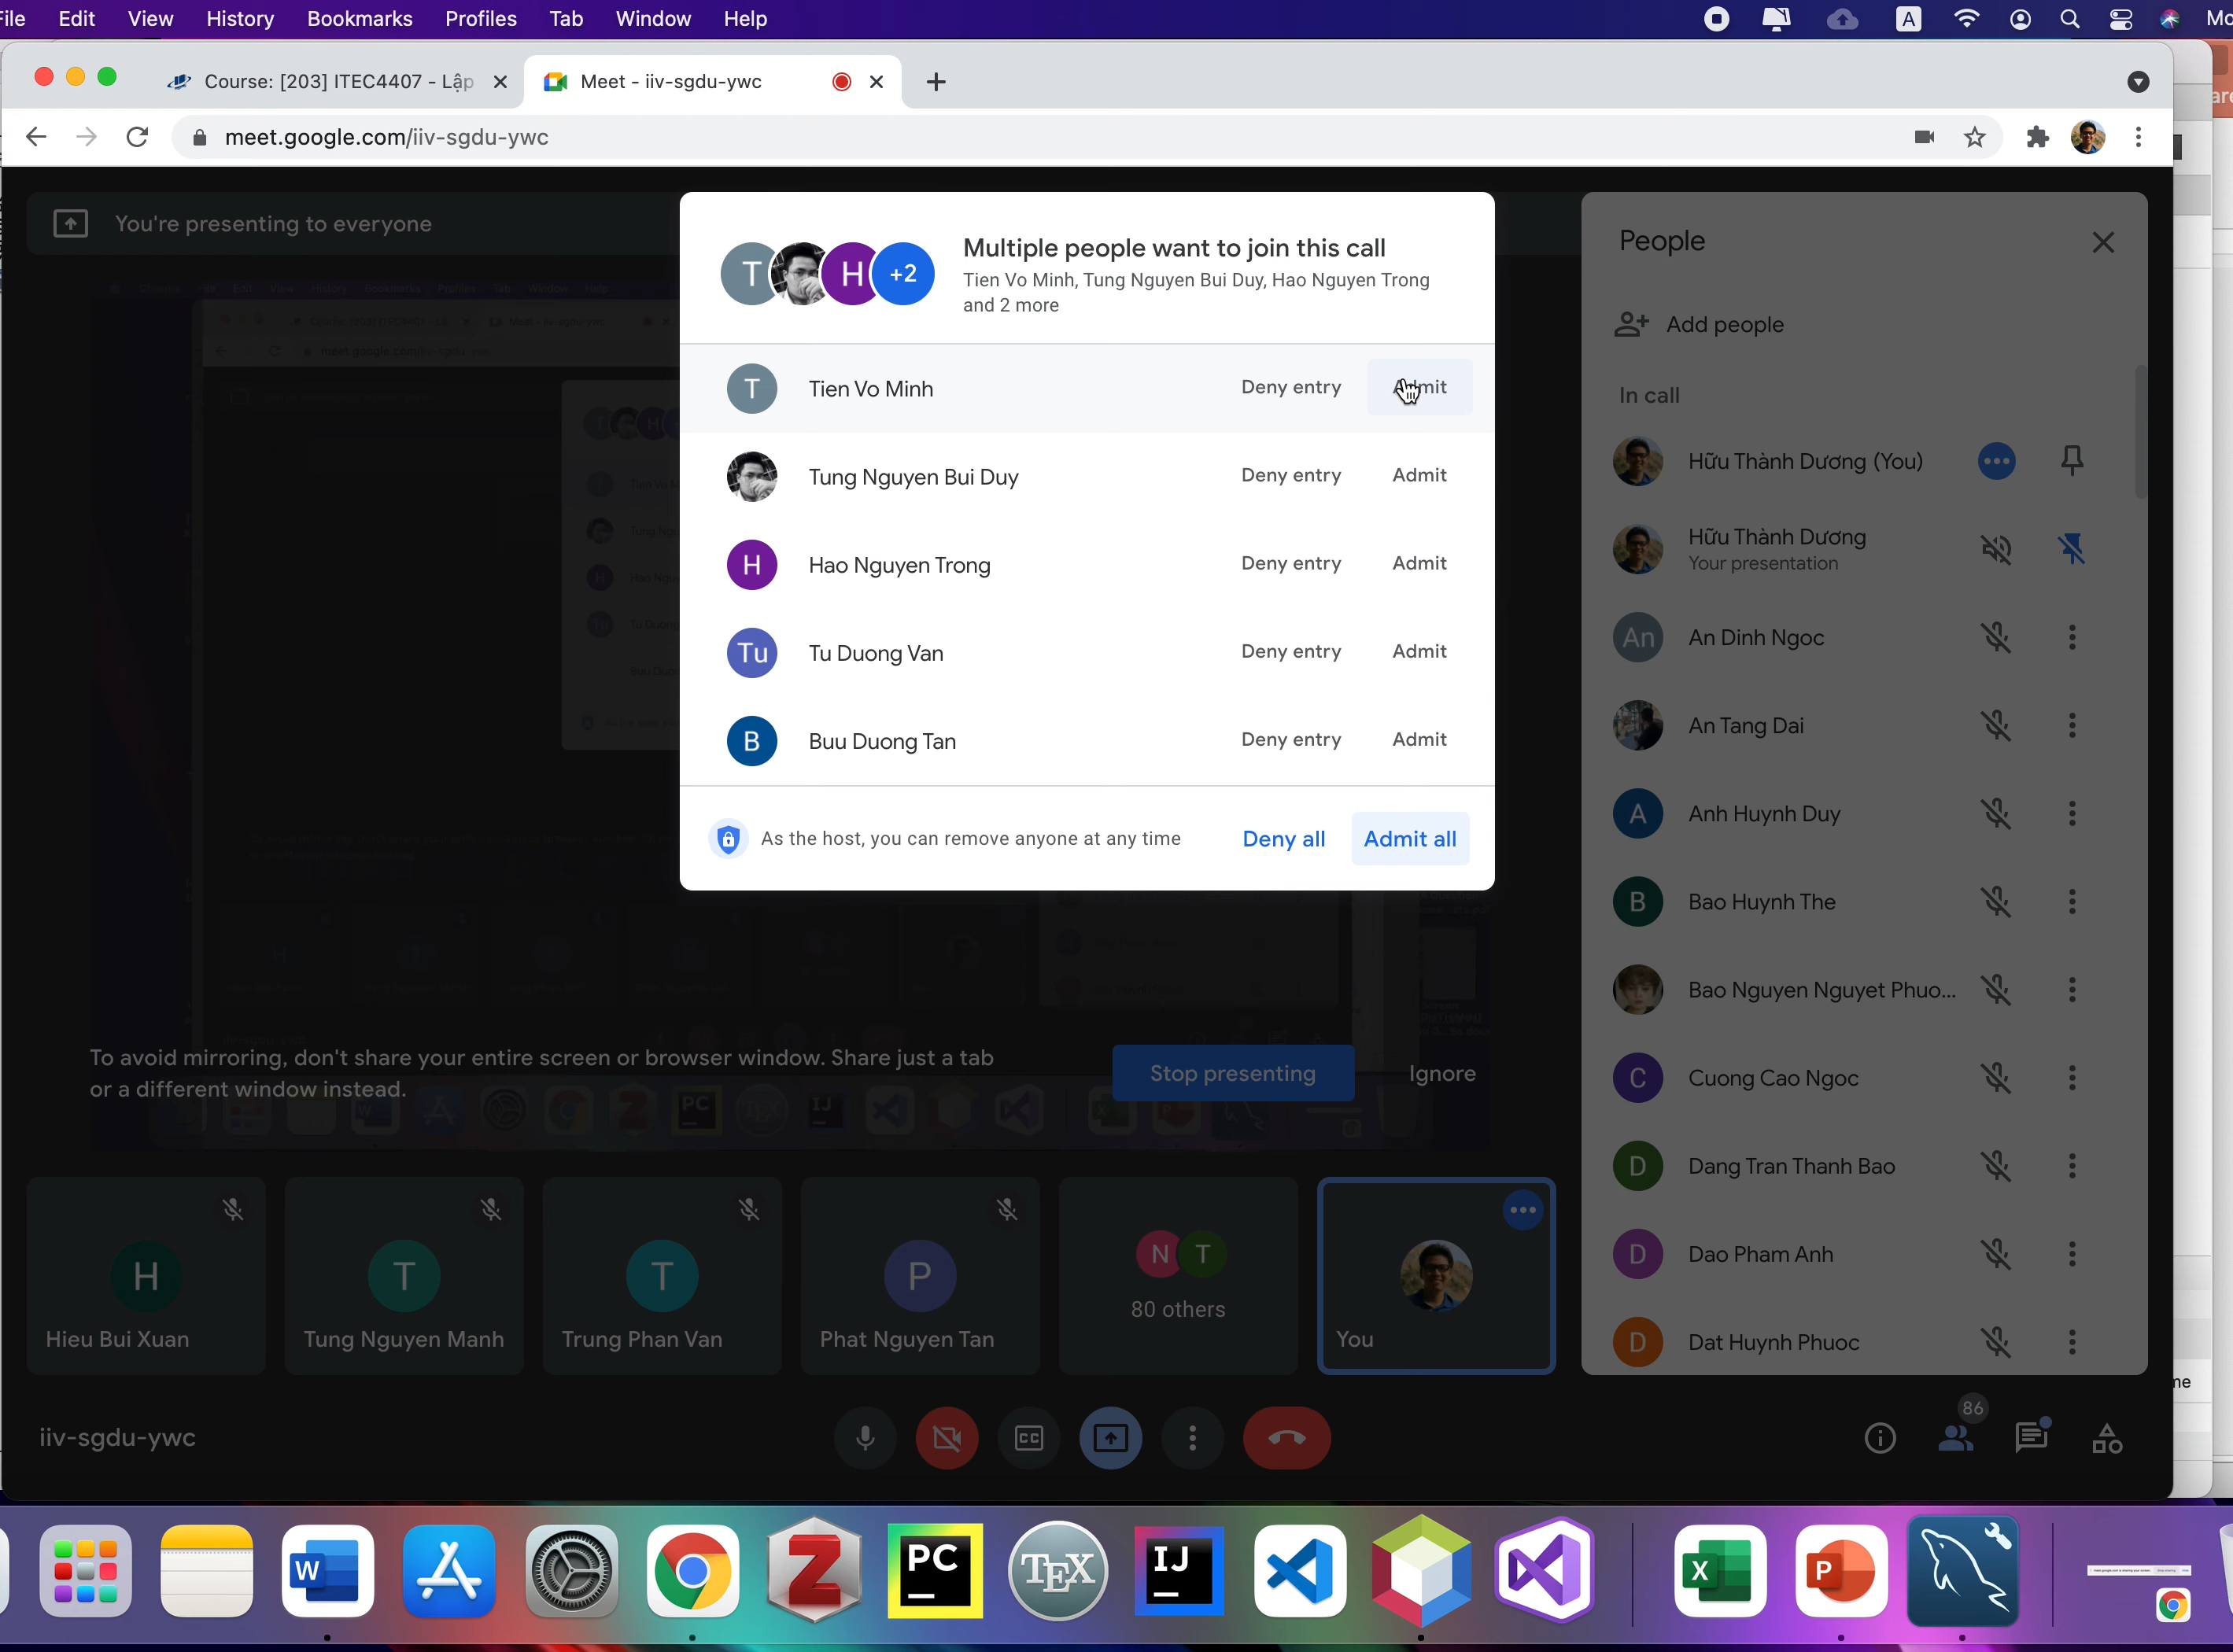 File Edit View History Bookmarks Profiles Tab Window Help
A
Course: [203] ITEC4407 - Lập
Meet - iiv-sgdu-ywc
meet.google.com/iiv-sgdu-ywc
You're presenting to everyone
T H +2
Multiple people want to join this call
Tien Vo Minh, Tung Nguyen Bui Duy, Hao Nguyen Trong
and 2 more
T Tien Vo Minh Deny entry Admit
Tung Nguyen Bui Duy Deny entry Admit
H Hao Nguyen Trong Deny entry Admit
Tu Tu Duong Van Deny entry Admit
B Buu Duong Tan Deny entry Admit
As the host, you can remove anyone at any time Deny all Admit all
People
Add people
In call
Hữu Thành Dương (You)
Hữu Thành Dương
Your presentation
An An Dinh Ngoc
An Tang Dai
A Anh Huynh Duy
B Bao Huynh The
Bao Nguyen Nguyet Phuo...
C Cuong Cao Ngoc
D Dang Tran Thanh Bao
D Dao Pham Anh
D Dat Huynh Phuoc
To avoid mirroring, don't share your entire screen or browser window. Share just a tab
or a different window instead.
Stop presenting Ignore
H Hieu Bui Xuan
T Tung Nguyen Manh
T Trung Phan Van
P Phat Nguyen Tan
N T
80 others
You
iiv-sgdu-ywc
CC
86
W Z PC TEX IJ X P